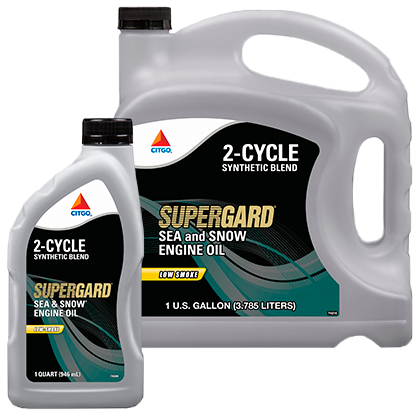 CITGO
2-CYCLE
SYNTHETIC BLEND
SUPERGARD®
SEA and SNOW
ENGINE OIL
LOW SMOKE
1 U.S. GALLON (3.785 LITERS)
CITGO
2-CYCLE
SYNTHETIC BLEND
SUPERGARD®
SEA & SNOW
ENGINE OIL
LOW-SMOKE
1 QUART (946 mL)